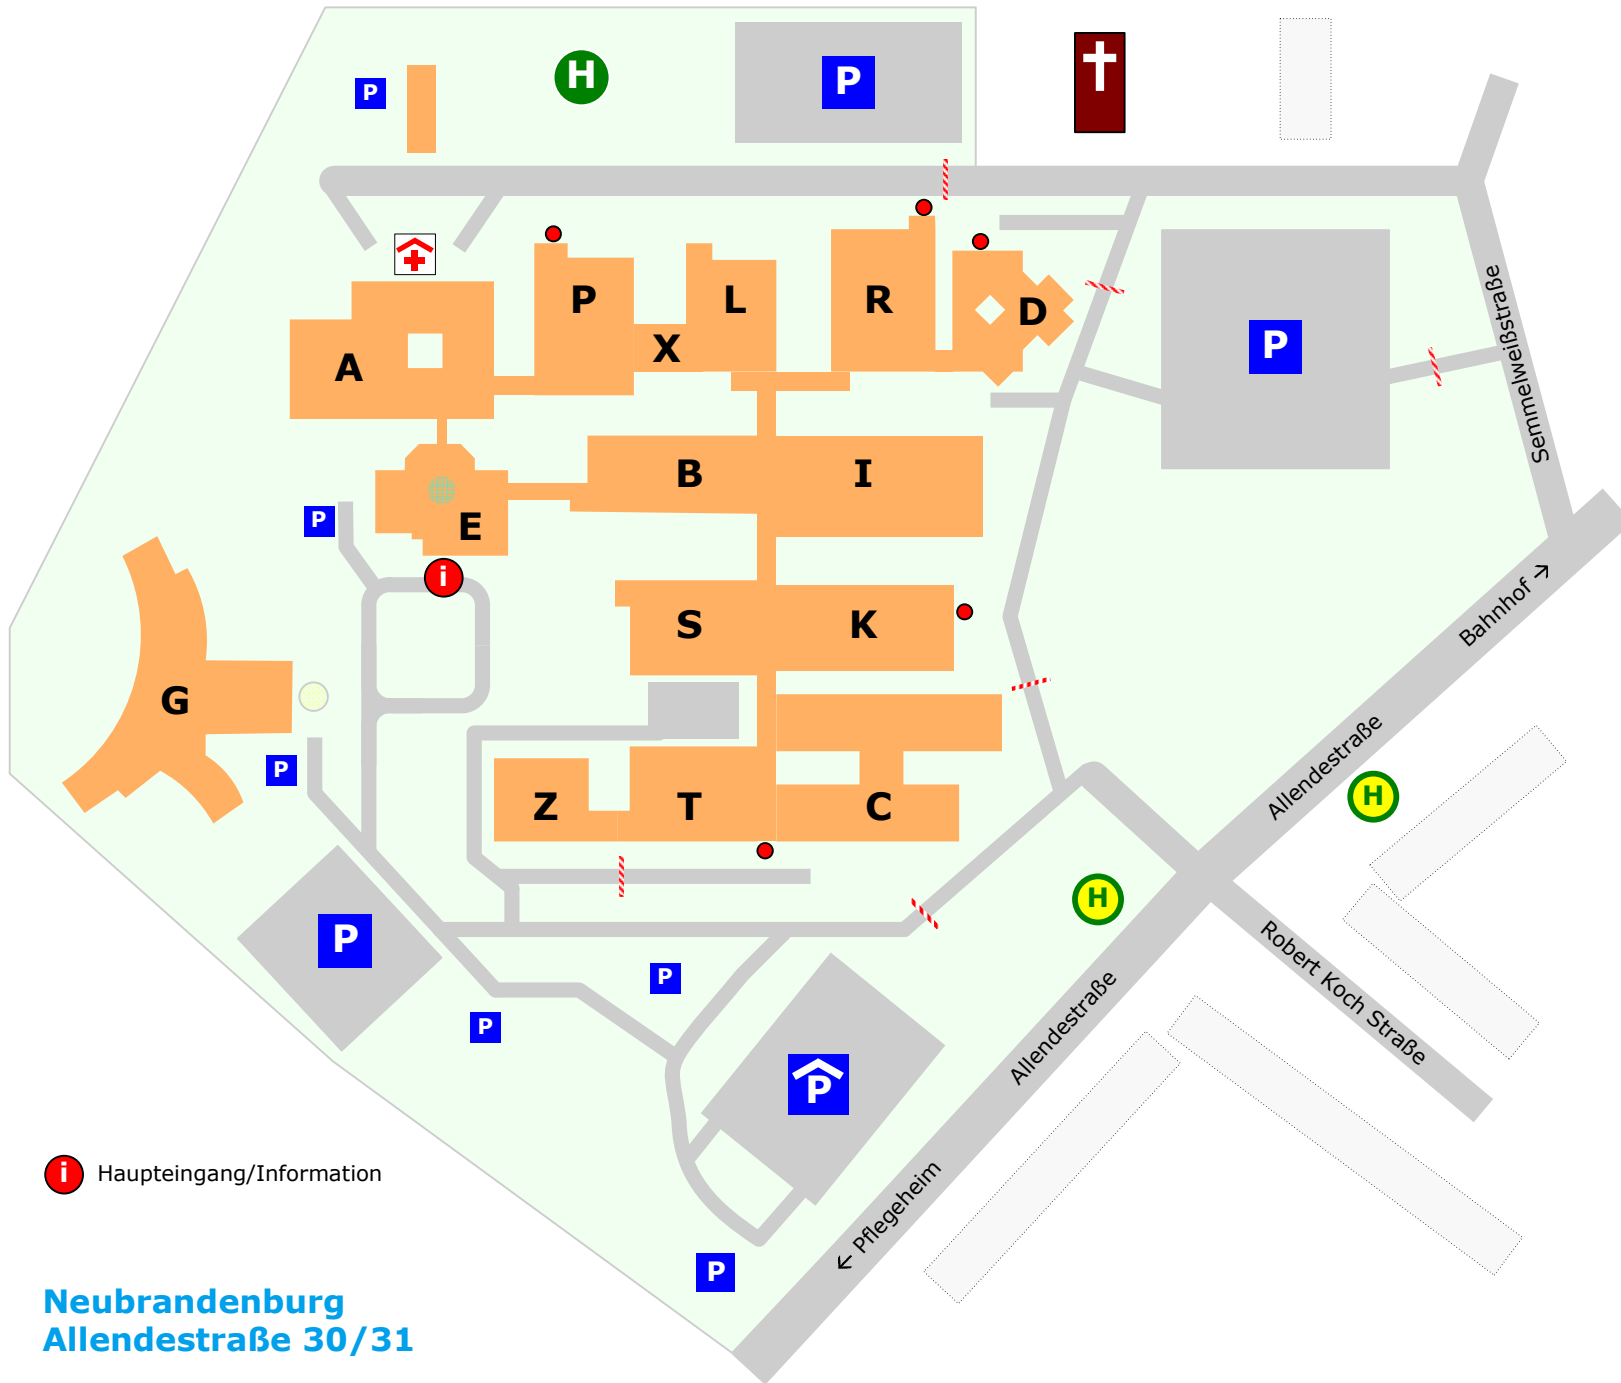 H
P
P
P
L
R
D
X
A
P
Semmelweißstraße
B
I
E
P
i
Bahnhof →
S
K
G
Allendestraße
P
H
Z
T
C
H
P
Robert Koch Straße
P
P
Allendestraße
P
i Haupteingang/Information
← Pflegeheim
P
Neubrandenburg
Allendestraße 30/31